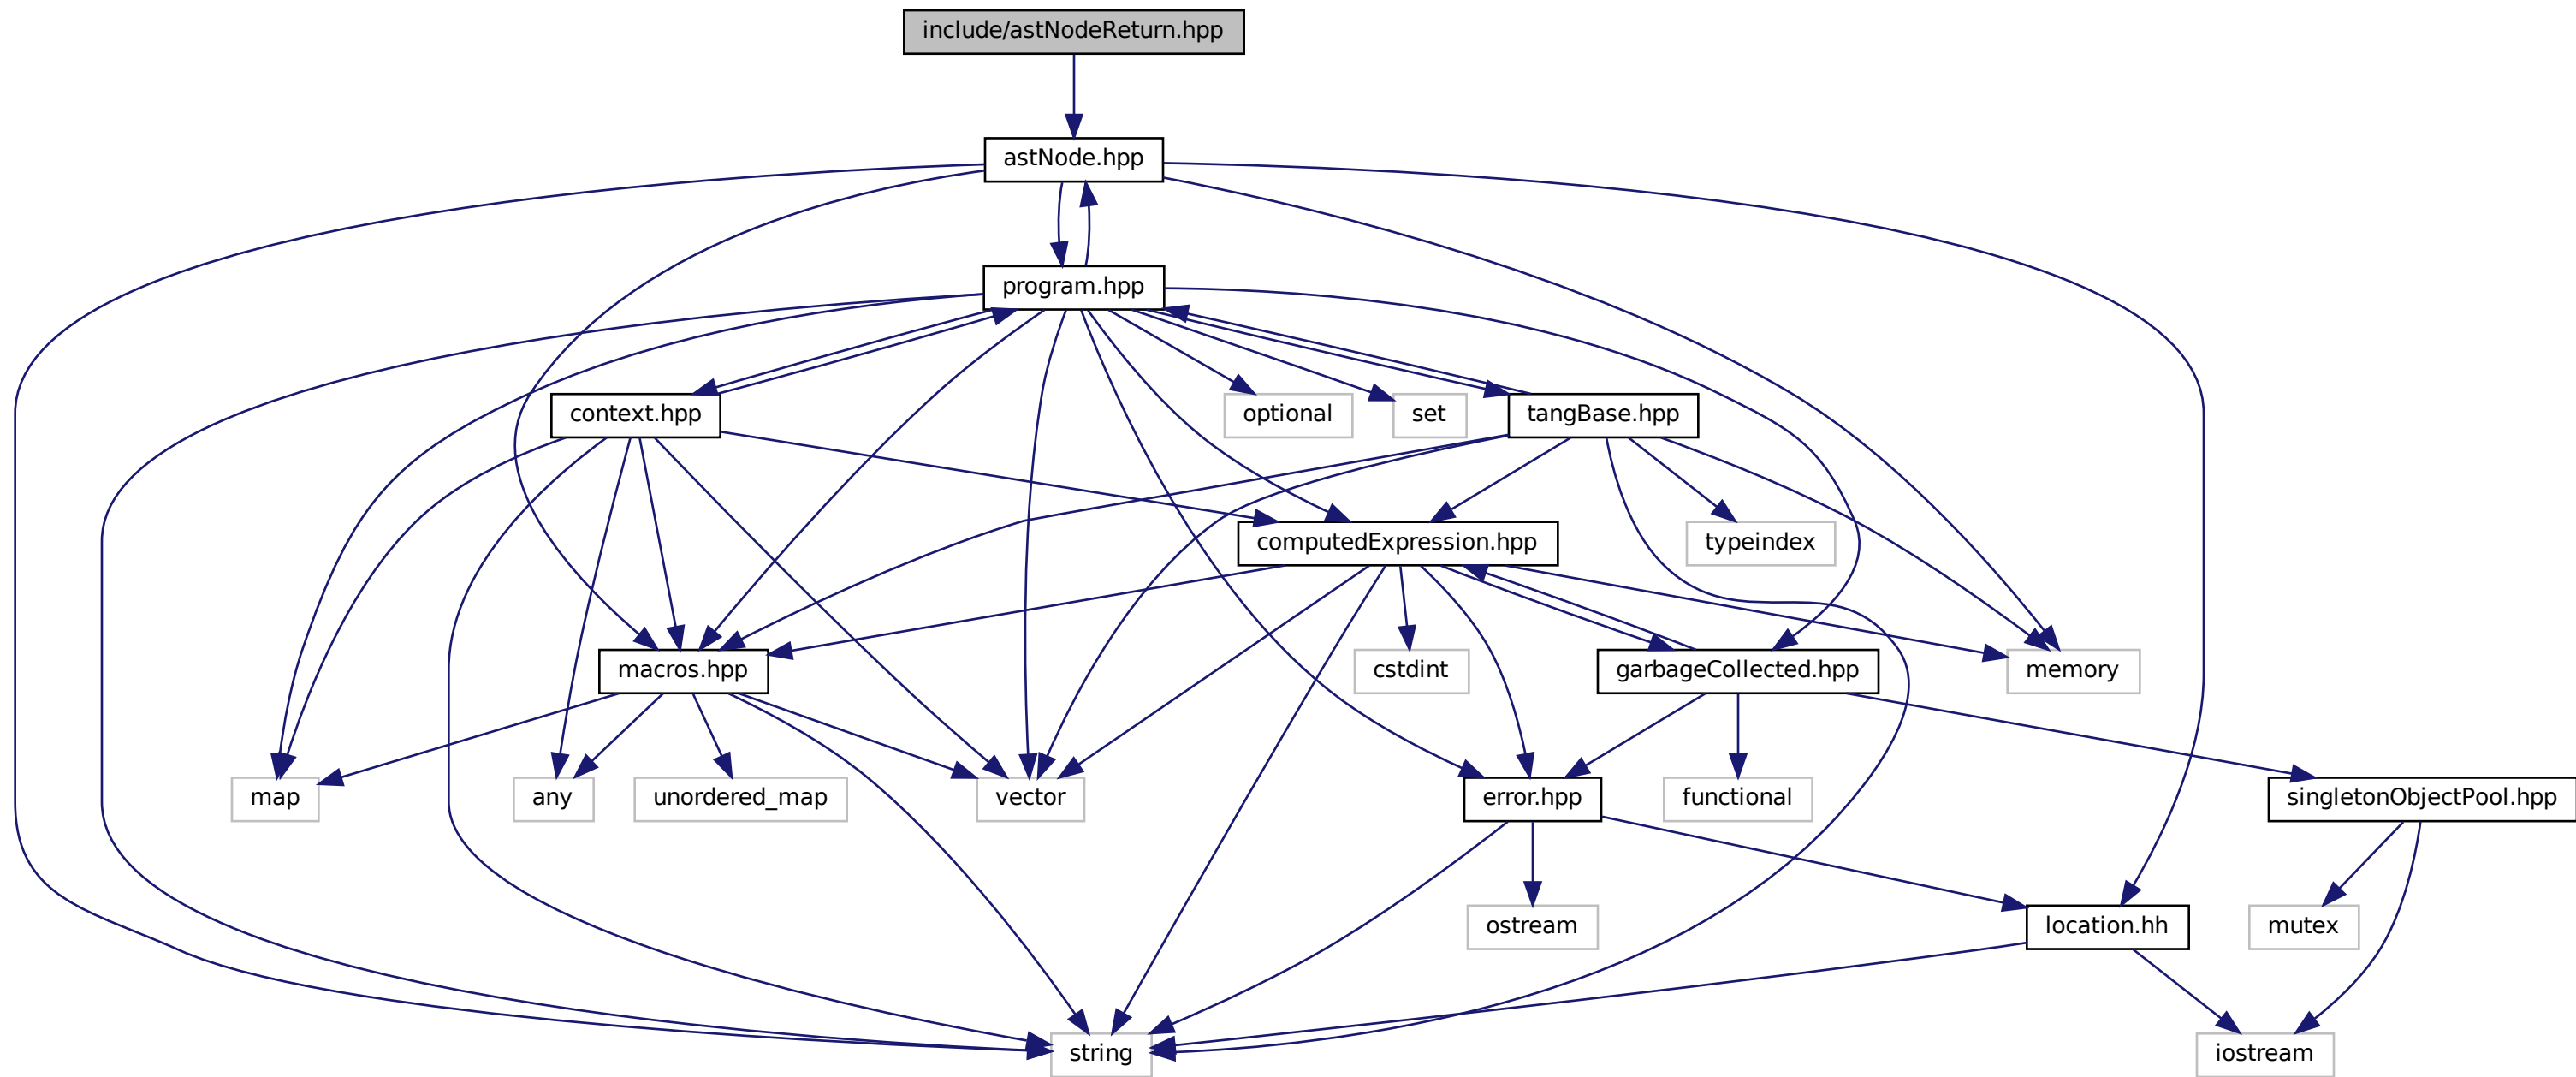 include/astNodeReturn.hpp
astNode.hpp
program.hpp
context.hpp
optional
set
tangBase.hpp
computedExpression.hpp
typeindex
macros.hpp
cstdint
garbageCollected.hpp
memory
map
any
unordered_map
vector
error.hpp
functional
singletonObjectPool.hpp
ostream
location.hh
mutex
string
iostream